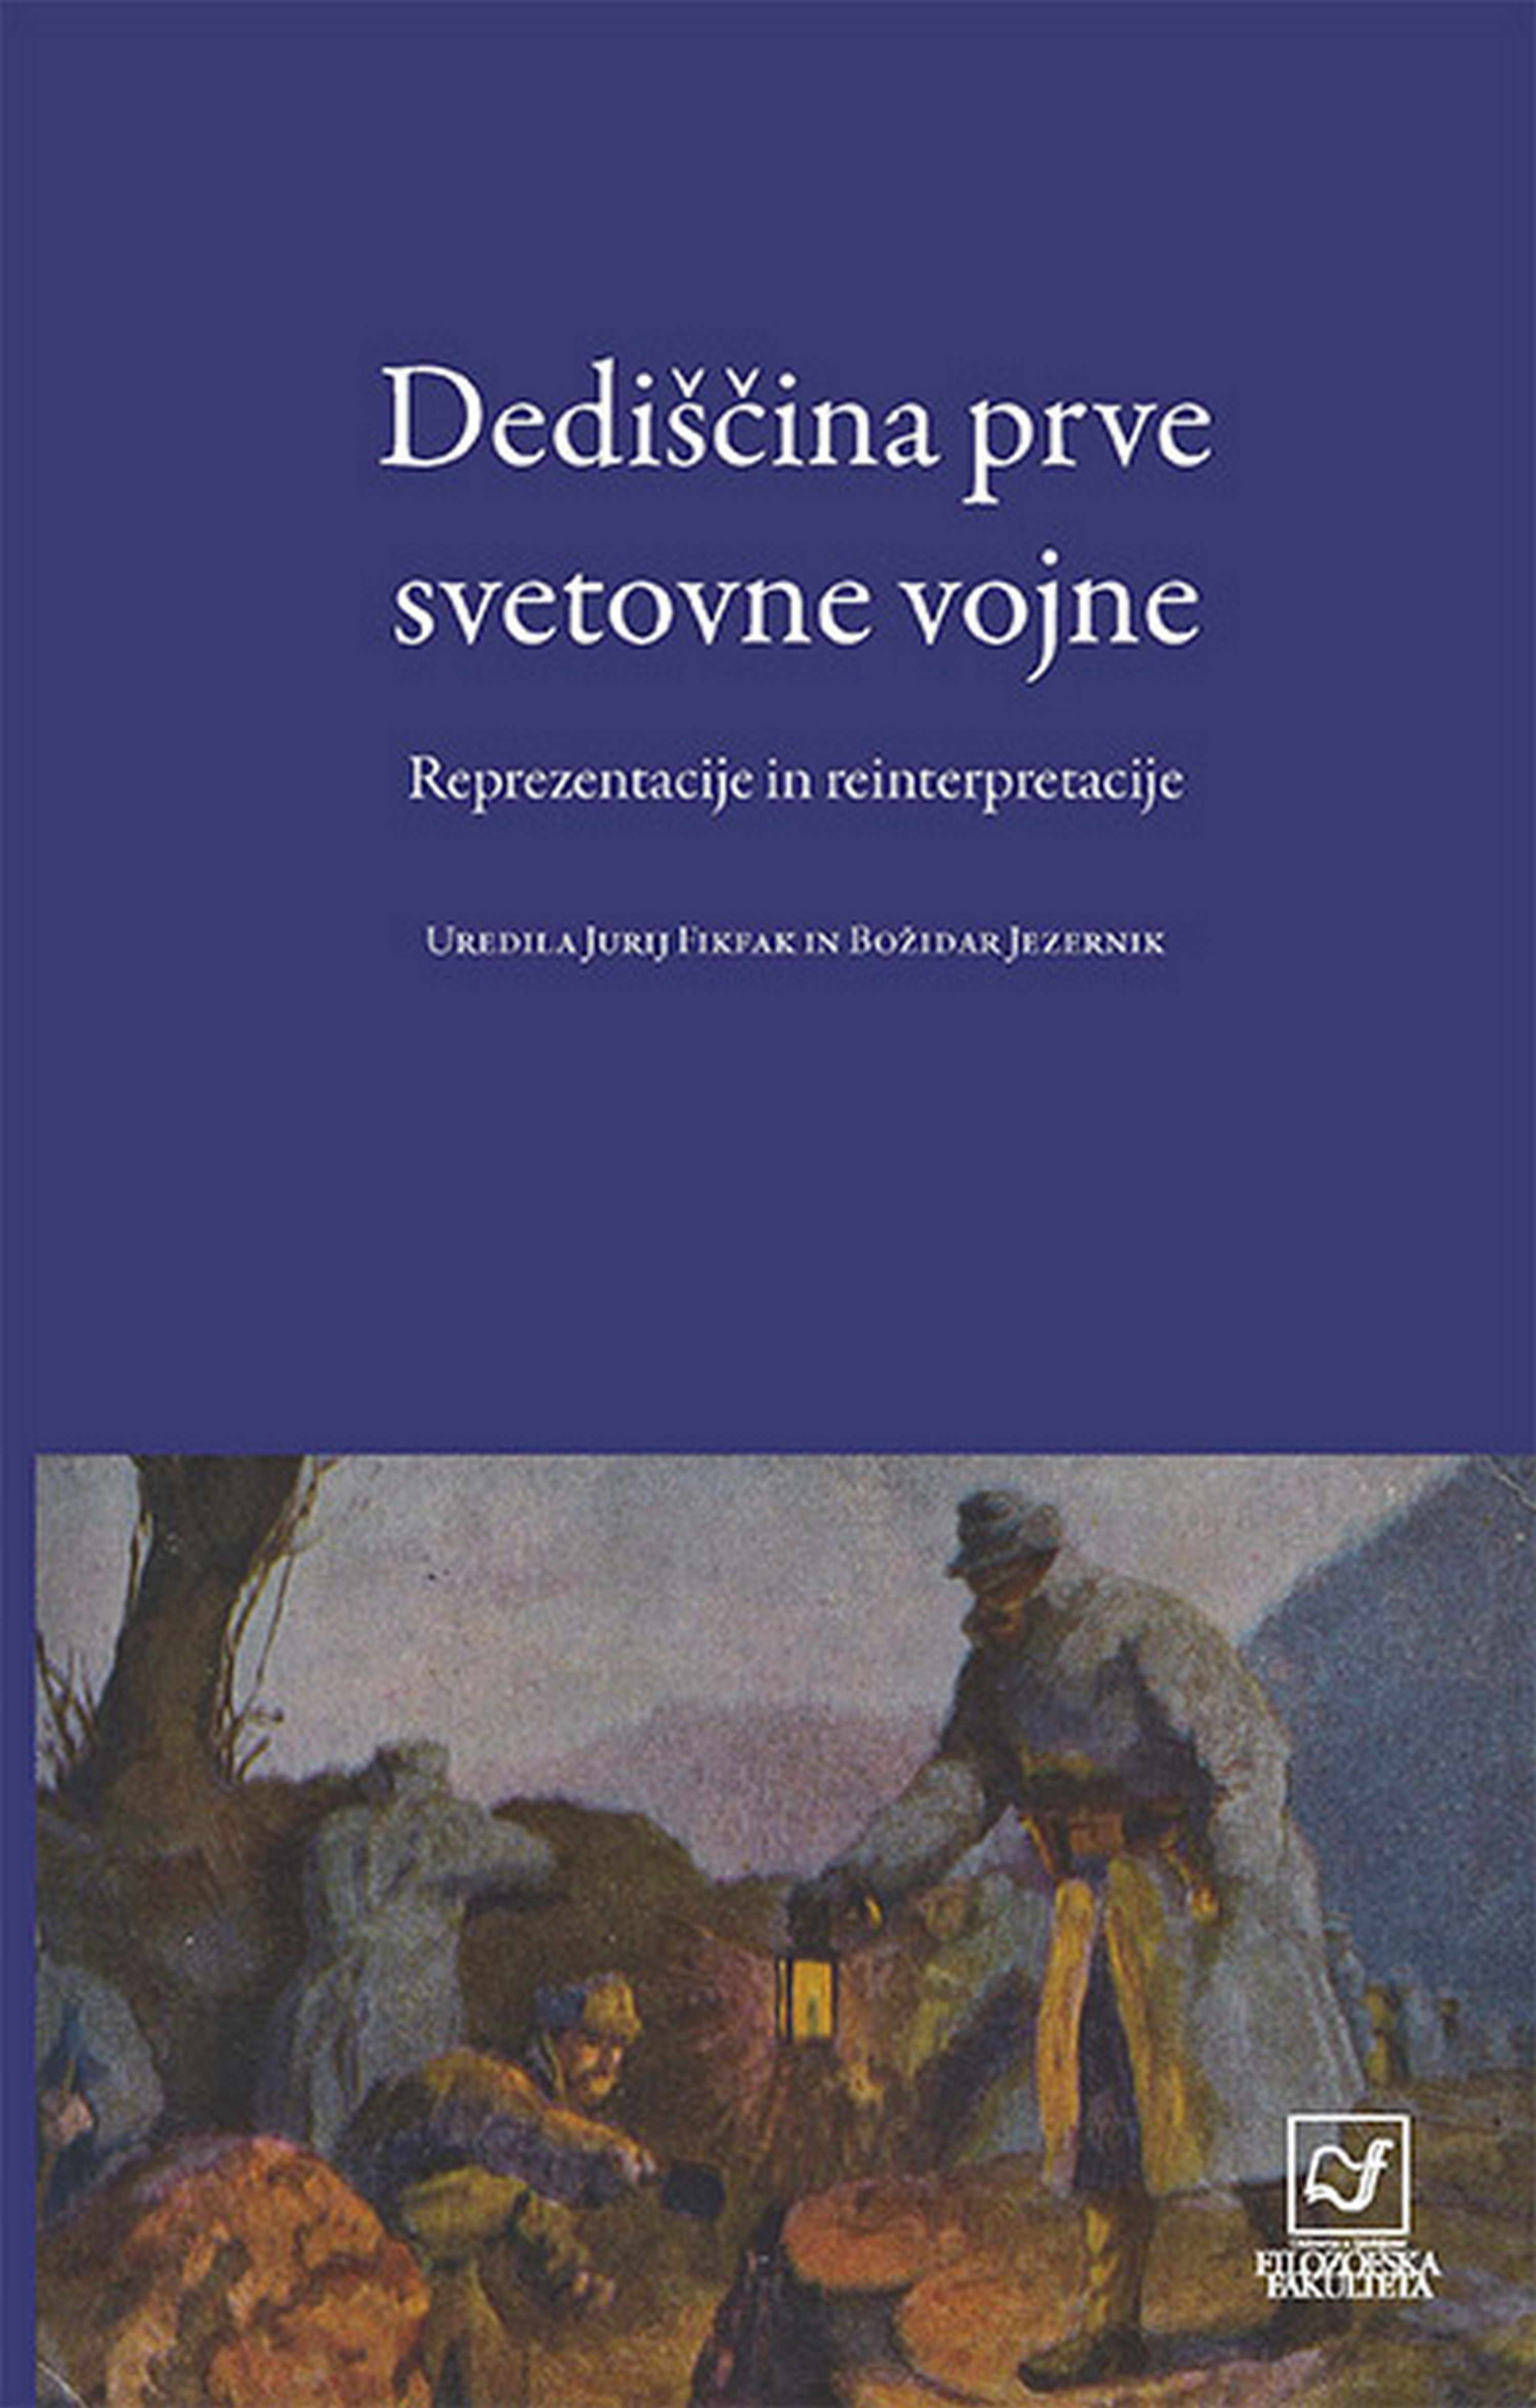 Dediščina prve
svetovne vojne
Reprezentacije in reinterpretacije
Uredila Jurij Fikfak in Božidar Jezernik
FILOZOFSKA
FAKULTETA